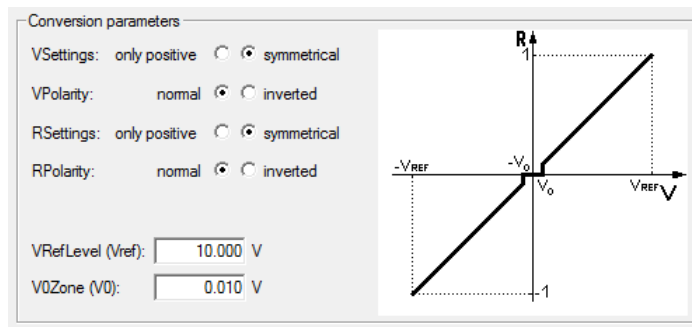 Conversion parameters
VSettings: only positive symmetrical
VPolarity: normal inverted
RSettings: only positive symmetrical
RPolarity: normal inverted
VRefLevel (Vref): 10.000 V
V0Zone (V0): 0.010 V
R
1
-VREF -Vo Vo VREF V
-1